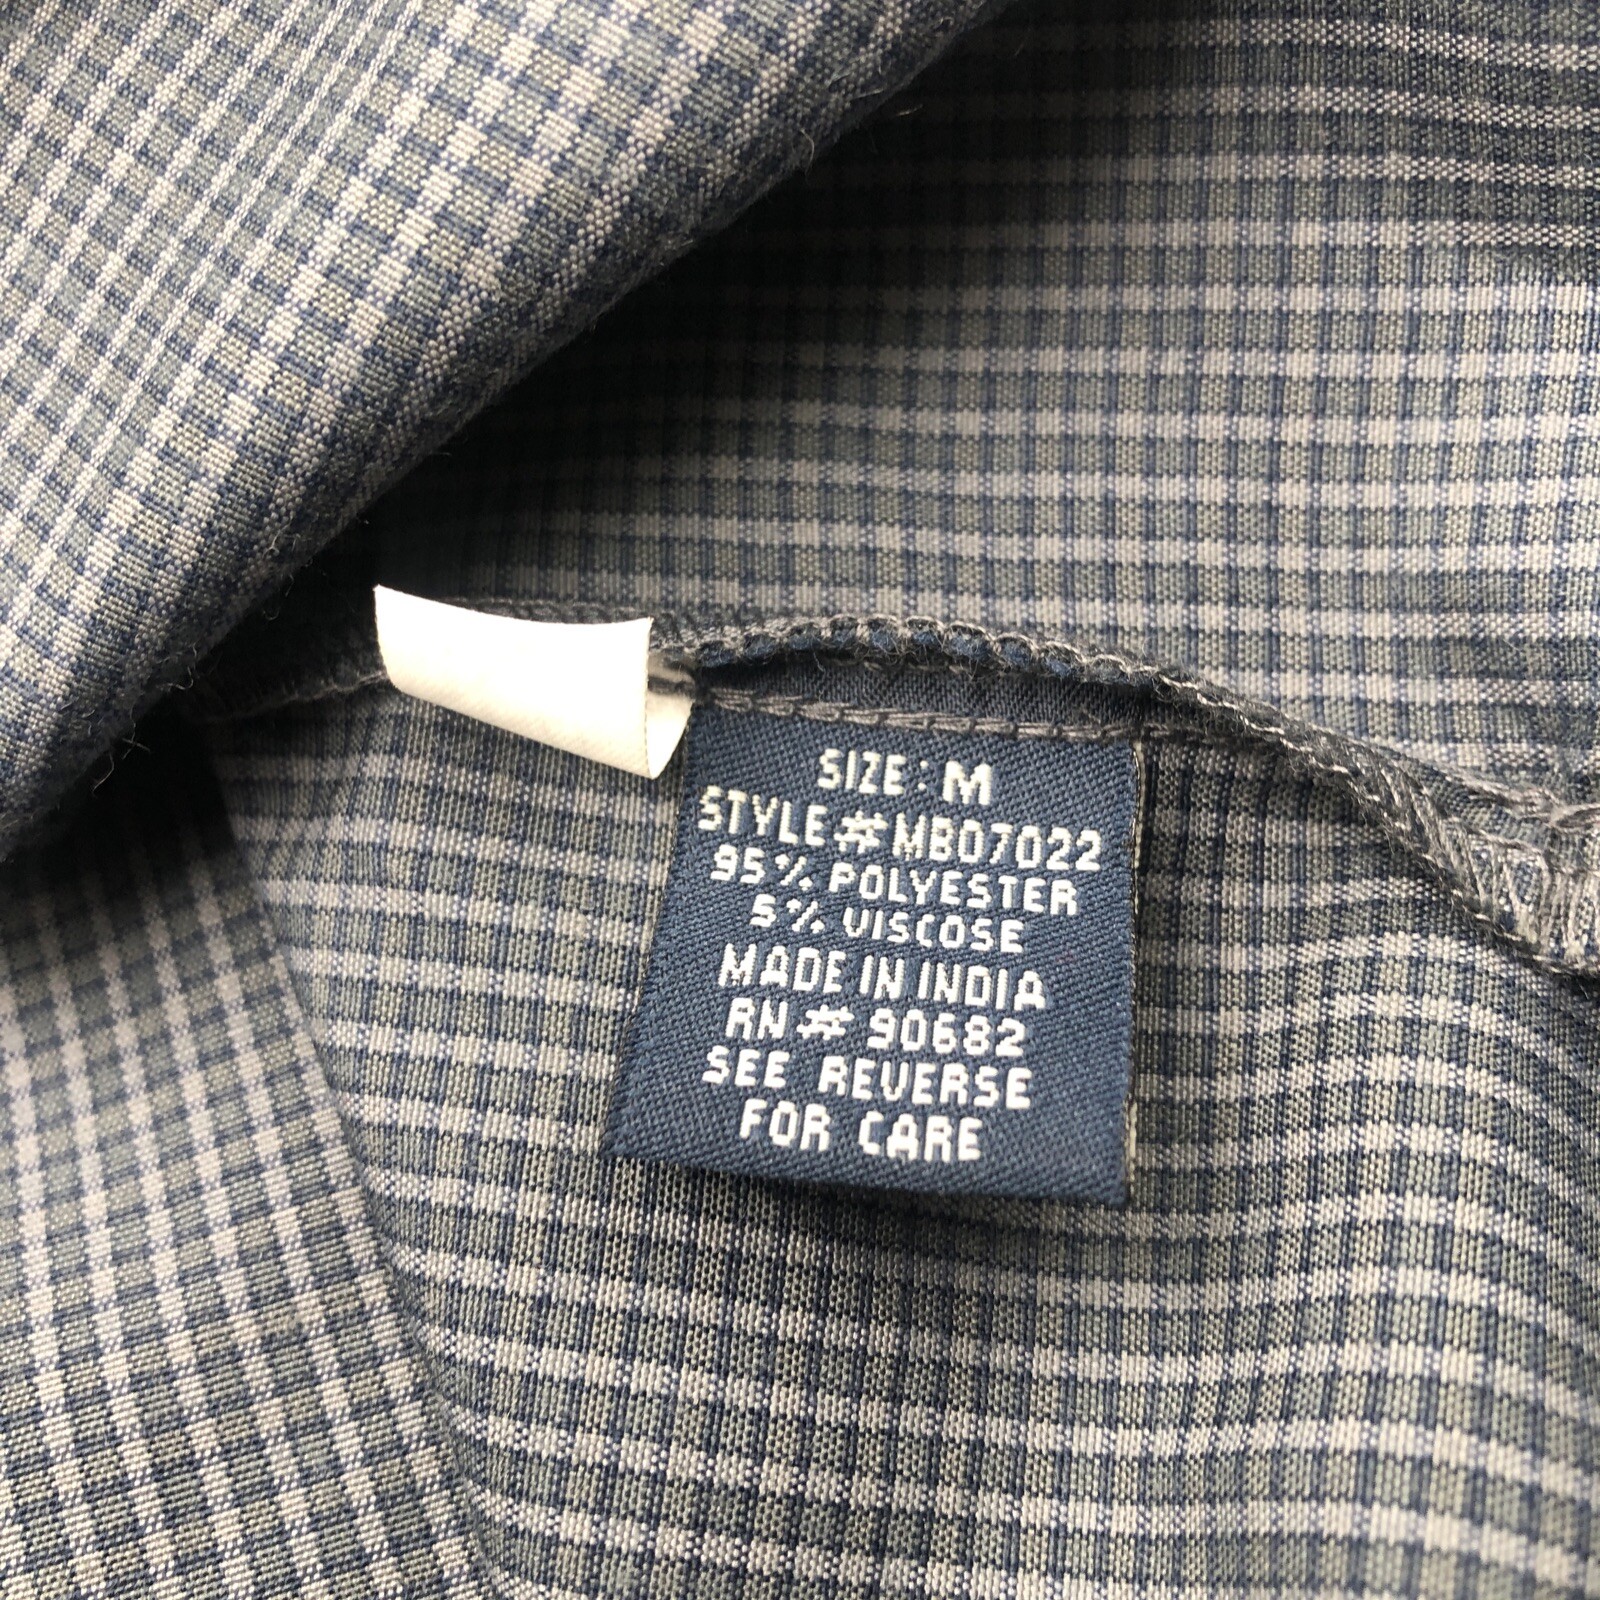 SIZE: M
STYLE# MB07022
95% POLYESTER
5% VISCOSE
MADE IN INDIA
RN# 90682
SEE REVERSE
FOR CARE